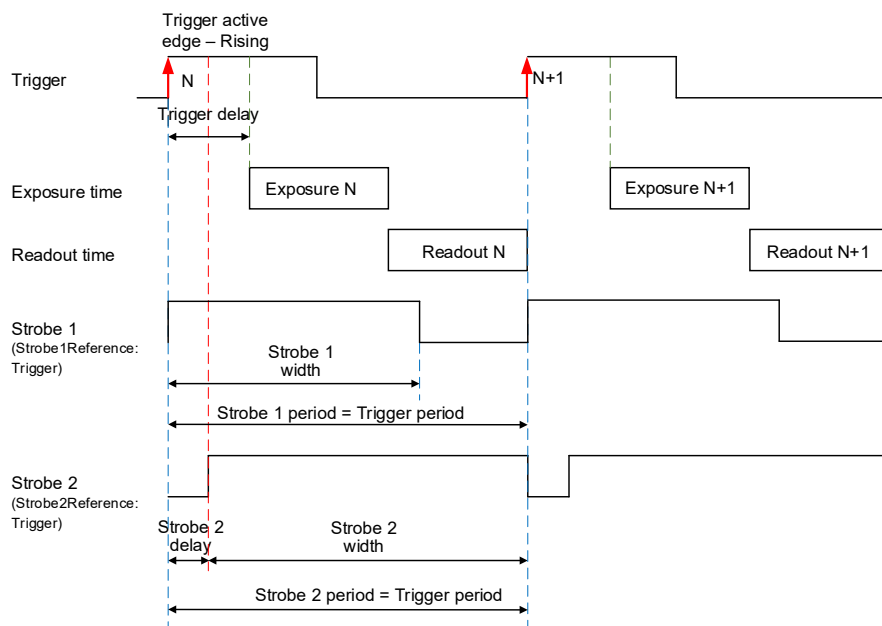 Trigger active
edge – Rising
Trigger
N
N+1
Trigger delay
Exposure time
Exposure N
Exposure N+1
Readout time
Readout N
Readout N+1
Strobe 1
(Strobe1Reference:
Trigger)
Strobe 1
width
Strobe 1 period = Trigger period
Strobe 2
(Strobe2Reference:
Trigger)
Strobe 2
delay
Strobe 2
width
Strobe 2 period = Trigger period